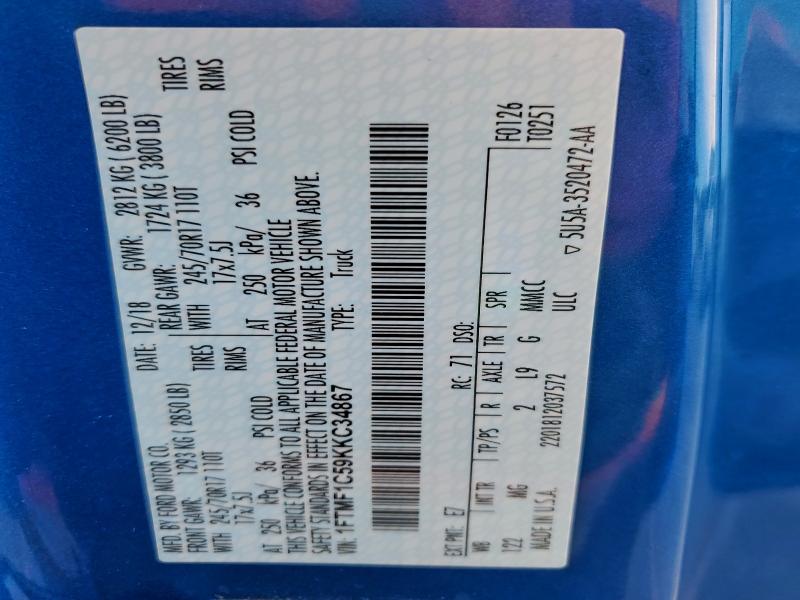 MFD. BY FORD MOTOR CO.
DATE: 12/18 GVWR: 2812 KG ( 6200 LB)
FRONT GAWR: 1293 KG ( 2850 LB) REAR GAWR: 1724 KG ( 3800 LB)
WITH 245/70R17 110T TIRES WITH 245/70R17 110T TIRES
17x7.5J RIMS 17x7.5J RIMS
AT 250 kPa/ 36 PSI COLD AT 250 kPa/ 36 PSI COLD
THIS VEHICLE CONFORMS TO ALL APPLICABLE FEDERAL MOTOR VEHICLE
SAFETY STANDARDS IN EFFECT ON THE DATE OF MANUFACTURE SHOWN ABOVE.
VIN: 1FTMF1C59KKC34867 TYPE: Truck
EXT PNT: E7 RC: 71 DSO: F0126
WB INT TR TP/PS R AXLE TR SPR T0251
122 MG 2 L9 G MMMCC
MADE IN U.S.A. 2201812037572 ULC ▽ 5U5A-3520472-AA